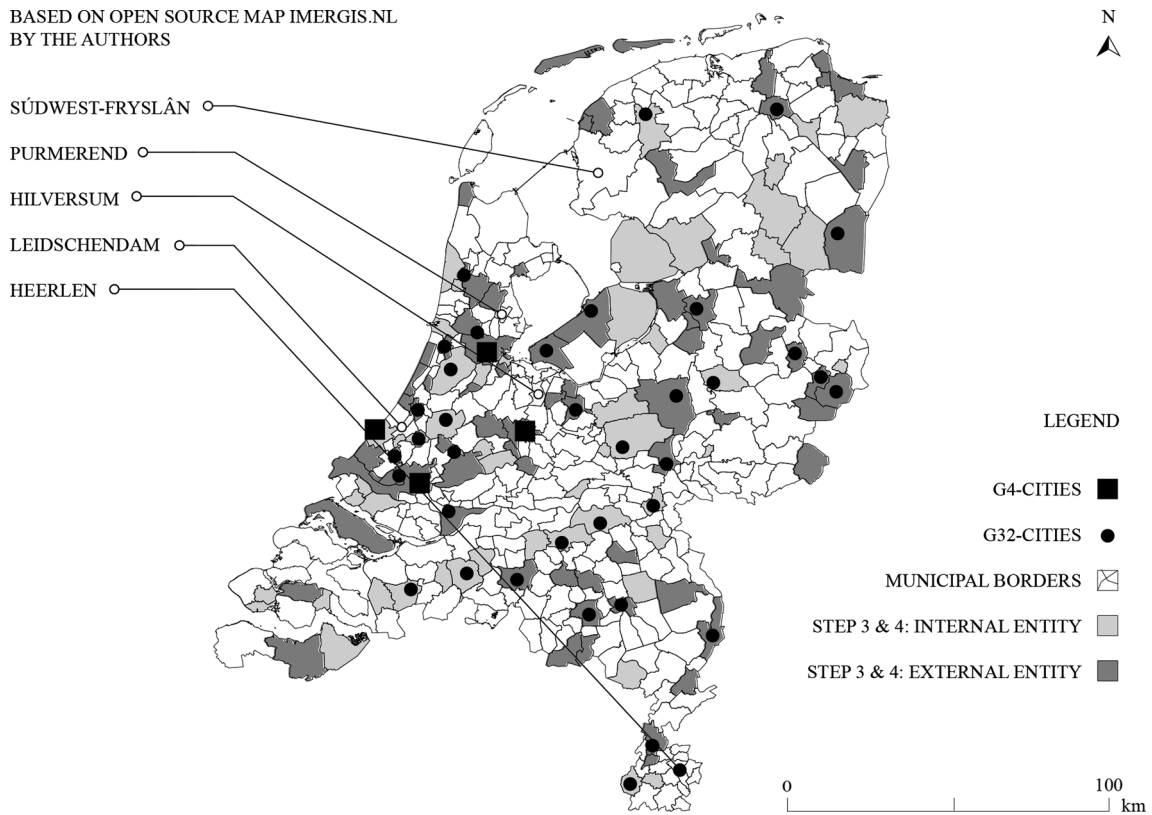 BASED ON OPEN SOURCE MAP IMERGIS.NL
BY THE AUTHORS
N
SÚDWEST-FRYSLÂN
PURMEREND
HILVERSUM
LEIDSCHENDAM
HEERLEN
LEGEND
G4-CITIES
G32-CITIES
MUNICIPAL BORDERS
STEP 3 & 4: INTERNAL ENTITY
STEP 3 & 4: EXTERNAL ENTITY
0 100
km